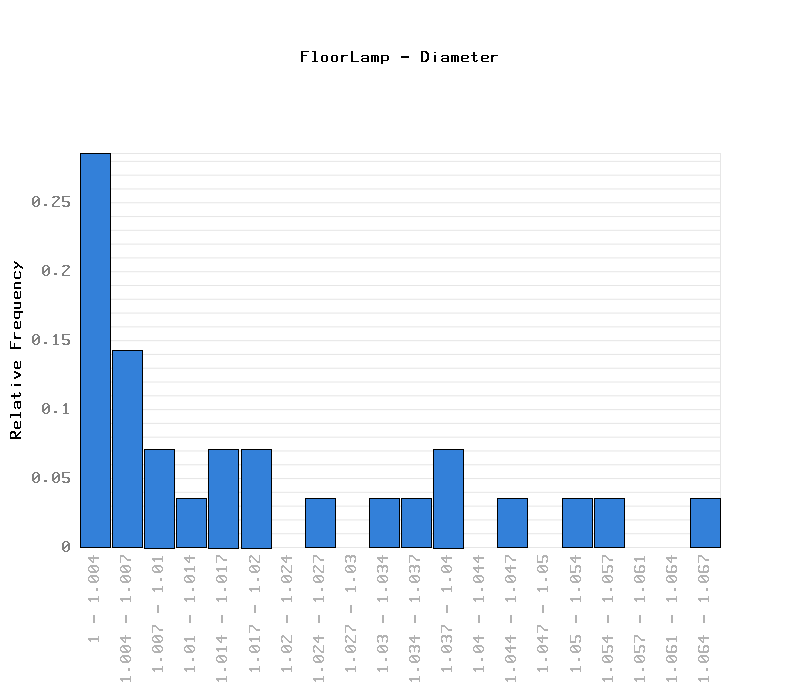 FloorLamp - Diameter
Relative Frequency
0.25
0.2
0.15
0.1
0.05
0
1 - 1.004
1.004 - 1.007
1.007 - 1.01
1.01 - 1.014
1.014 - 1.017
1.017 - 1.02
1.02 - 1.024
1.024 - 1.027
1.027 - 1.03
1.03 - 1.034
1.034 - 1.037
1.037 - 1.04
1.04 - 1.044
1.044 - 1.047
1.047 - 1.05
1.05 - 1.054
1.054 - 1.057
1.057 - 1.061
1.061 - 1.064
1.064 - 1.067